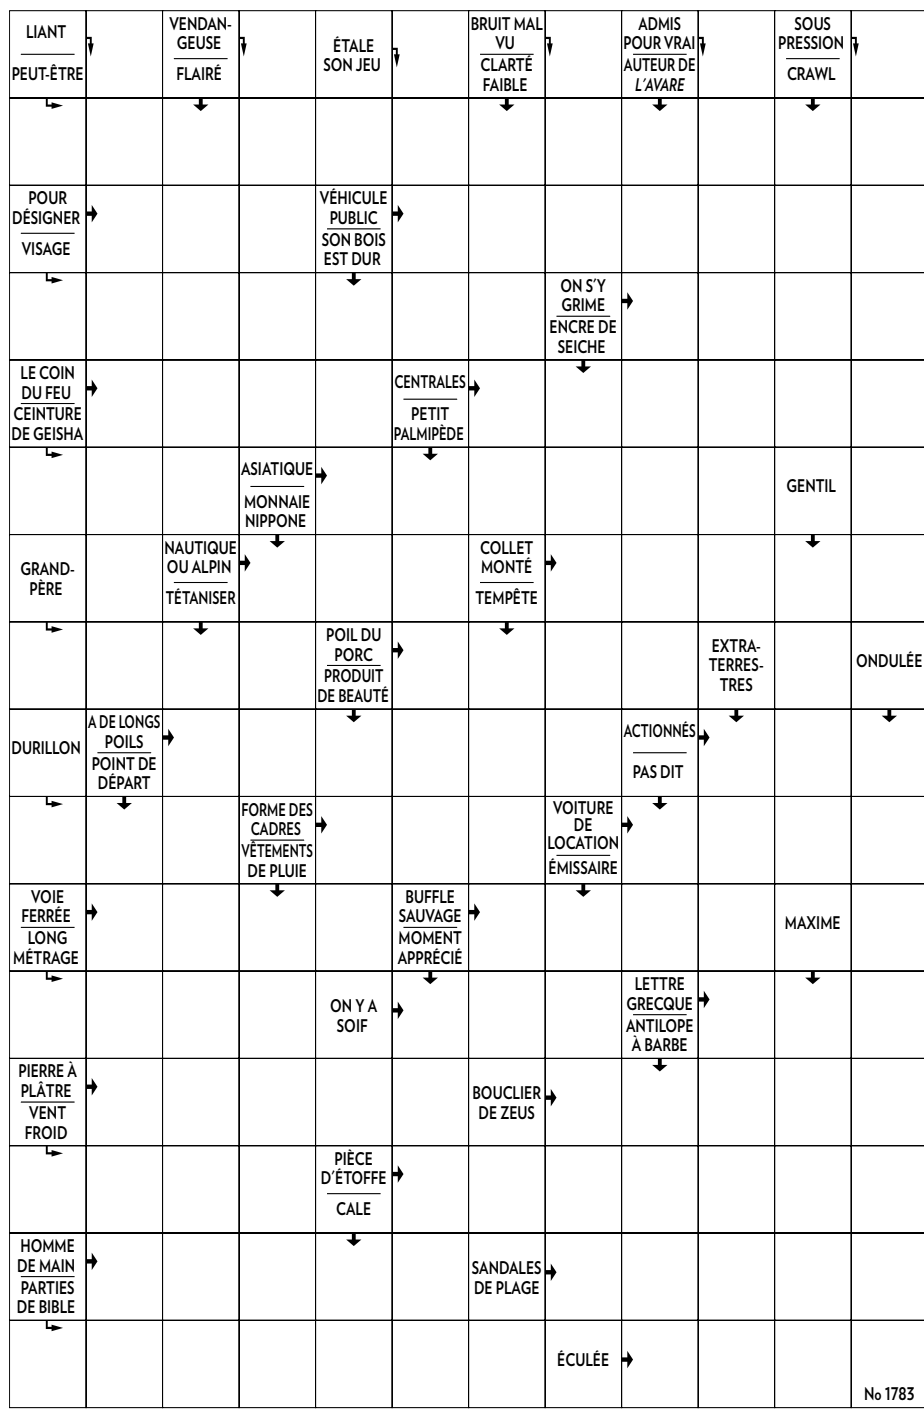 LIANT
PEUT-ÊTRE
VENDAN-
GEUSE
FLAIRÉ
ÉTALE
SON JEU
BRUIT MAL
VU
CLARTÉ
FAIBLE
ADMIS
POUR VRAI
AUTEUR DE
L'AVARE
SOUS
PRESSION
CRAWL
POUR
DÉSIGNER
VISAGE
VÉHICULE
PUBLIC
SON BOIS
EST DUR
ON S'Y
GRIME
ENCRE DE
SEICHE
LE COIN
DU FEU
CEINTURE
DE GEISHA
CENTRALES
PETIT
PALMIPÈDE
ASIATIQUE
MONNAIE
NIPPONE
GENTIL
GRAND-
PÈRE
NAUTIQUE
OU ALPIN
TÉTANISER
COLLET
MONTÉ
TEMPÊTE
POIL DU
PORC
PRODUIT
DE BEAUTÉ
EXTRA-
TERRES-
TRES
ONDULÉE
DURILLON
A DE LONGS
POILS
POINT DE
DÉPART
ACTIONNÉS
PAS DIT
FORME DES
CADRES
VÊTEMENTS
DE PLUIE
VOITURE
DE
LOCATION
ÉMISSAIRE
VOIE
FERRÉE
LONG
MÉTRAGE
BUFFLE
SAUVAGE
MOMENT
APPRÉCIÉ
MAXIME
ON Y A
SOIF
LETTRE
GRECQUE
ANTILOPE
À BARBE
PIERRE À
PLÂTRE
VENT
FROID
BOUCLIER
DE ZEUS
PIÈCE
D'ÉTOFFE
CALE
HOMME
DE MAIN
PARTIES
DE BIBLE
SANDALES
DE PLAGE
ÉCULÉE
No 1783